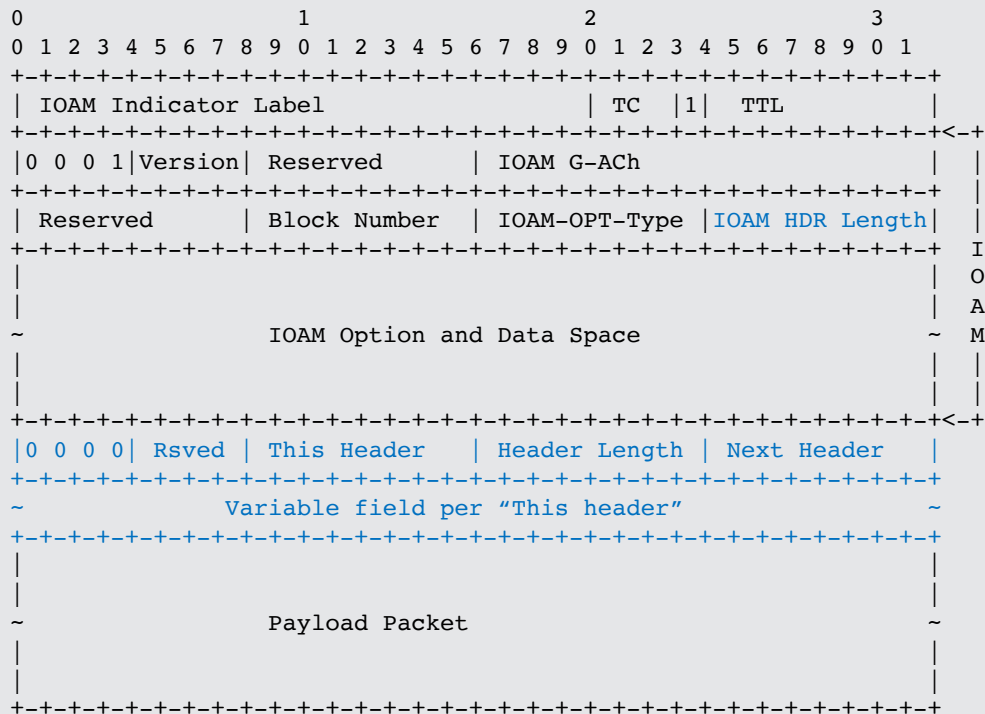 0                   1                   2                   3
0 1 2 3 4 5 6 7 8 9 0 1 2 3 4 5 6 7 8 9 0 1 2 3 4 5 6 7 8 9 0 1
+-+-+-+-+-+-+-+-+-+-+-+-+-+-+-+-+-+-+-+-+-+-+-+-+-+-+-+-+-+-+-+-+
| IOAM Indicator Label                  | TC  |1|  TTL          |
+-+-+-+-+-+-+-+-+-+-+-+-+-+-+-+-+-+-+-+-+-+-+-+-+-+-+-+-+-+-+-+-+<-+
|0 0 0 1|Version| Reserved      | IOAM G-ACh                    |  |
+-+-+-+-+-+-+-+-+-+-+-+-+-+-+-+-+-+-+-+-+-+-+-+-+-+-+-+-+-+-+-+-+  |
| Reserved      | Block Number  | IOAM-OPT-Type |IOAM HDR Length|  |
+-+-+-+-+-+-+-+-+-+-+-+-+-+-+-+-+-+-+-+-+-+-+-+-+-+-+-+-+-+-+-+-+  I
|                                                               |  O
|                                                               |  A
~                 IOAM Option and Data Space                    ~  M
|                                                               |  |
|                                                               |  |
+-+-+-+-+-+-+-+-+-+-+-+-+-+-+-+-+-+-+-+-+-+-+-+-+-+-+-+-+-+-+-+-+<-+
|0 0 0 0| Rsved | This Header   | Header Length | Next Header   |
+-+-+-+-+-+-+-+-+-+-+-+-+-+-+-+-+-+-+-+-+-+-+-+-+-+-+-+-+-+-+-+-+
~              Variable field per “This header”                 ~
+-+-+-+-+-+-+-+-+-+-+-+-+-+-+-+-+-+-+-+-+-+-+-+-+-+-+-+-+-+-+-+-+
|                                                               |
|                                                               |
~                 Payload Packet                                ~
|                                                               |
|                                                               |
+-+-+-+-+-+-+-+-+-+-+-+-+-+-+-+-+-+-+-+-+-+-+-+-+-+-+-+-+-+-+-+-+